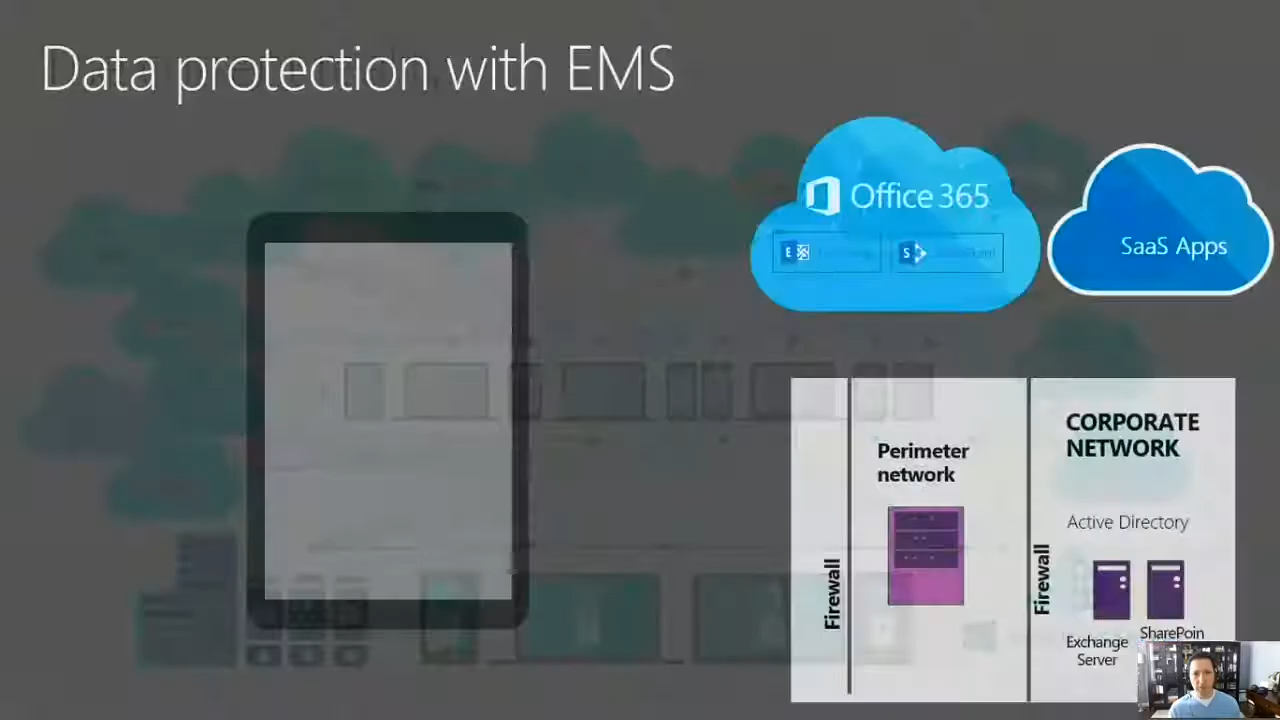 Data protection with EMS
Office 365
SaaS Apps
E
S
CORPORATE
NETWORK
Perimeter
network
Active Directory
Firewall
Firewall
Exchange
Server
SharePoin